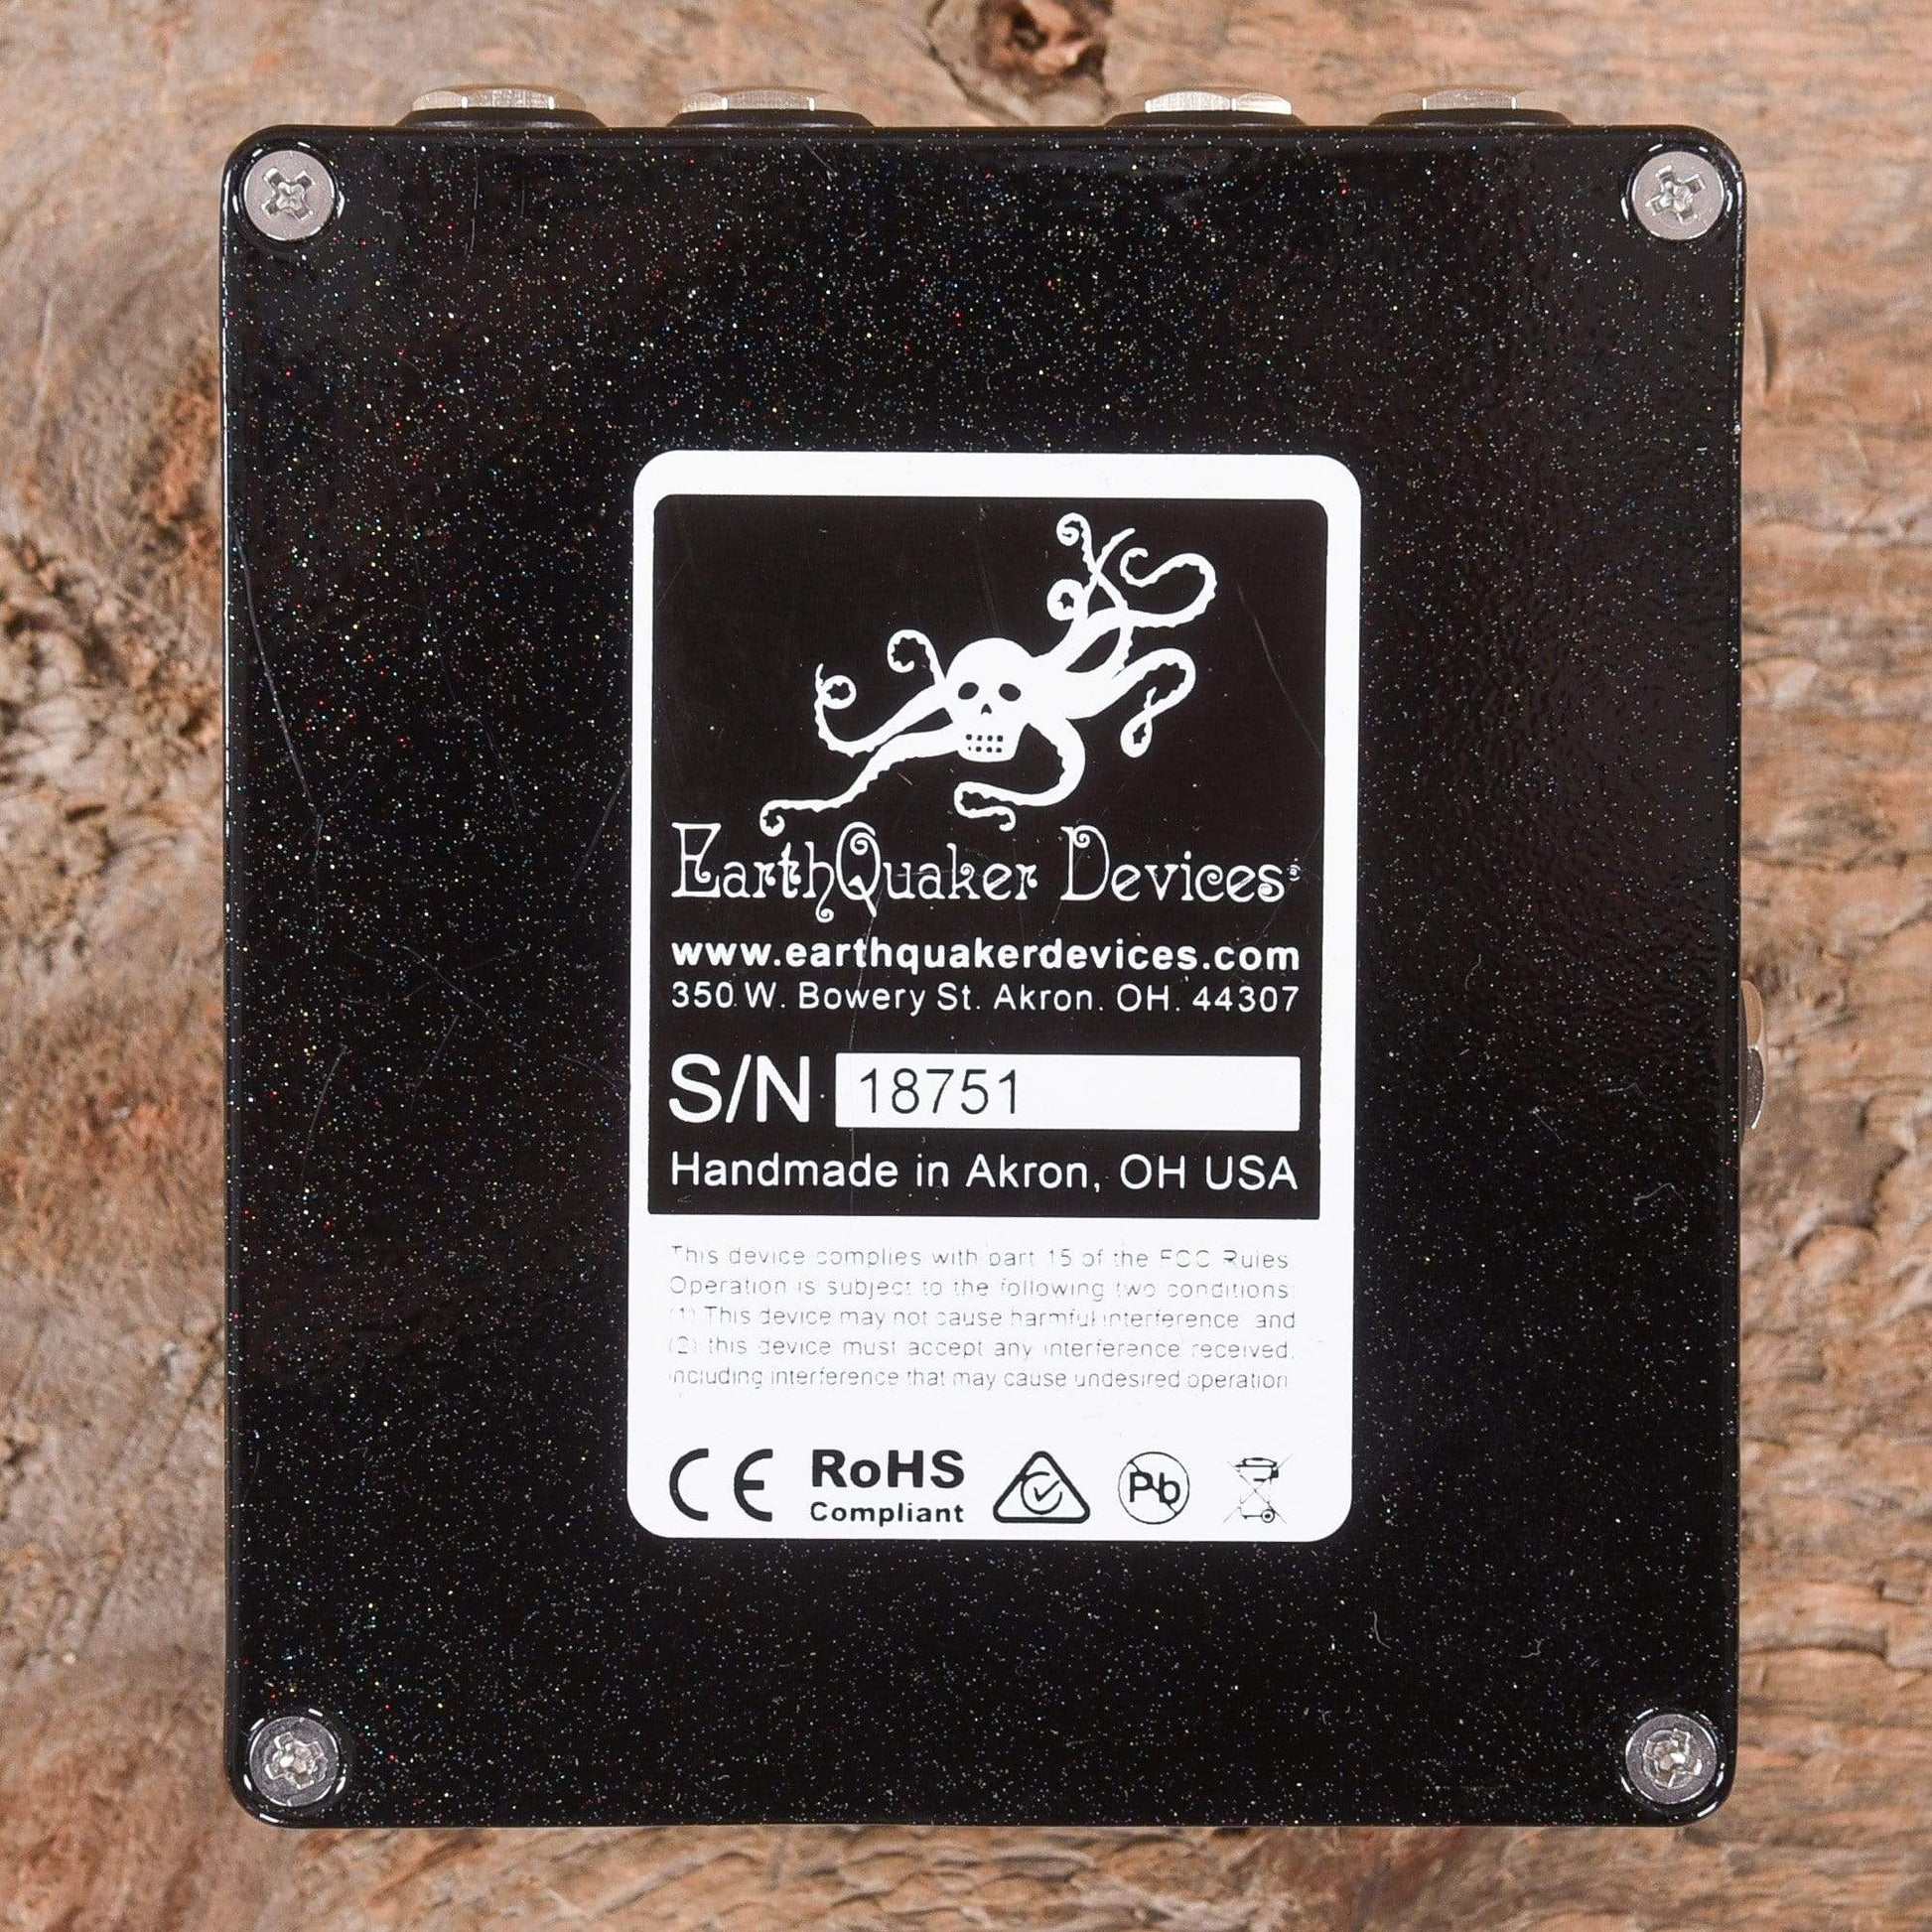 EarthQuaker Devices
www.earthquakerdevices.com
350 W. Bowery St. Akron. OH. 44307
S/N 18751
Handmade in Akron, OH USA
This device complies with part 15 of the FCC Rules
Operation is subject to the following two conditions:
(1) This device may not cause harmful interference, and
(2) this device must accept any interference received,
including interference that may cause undesired operation
CE RoHS
Compliant
Pb